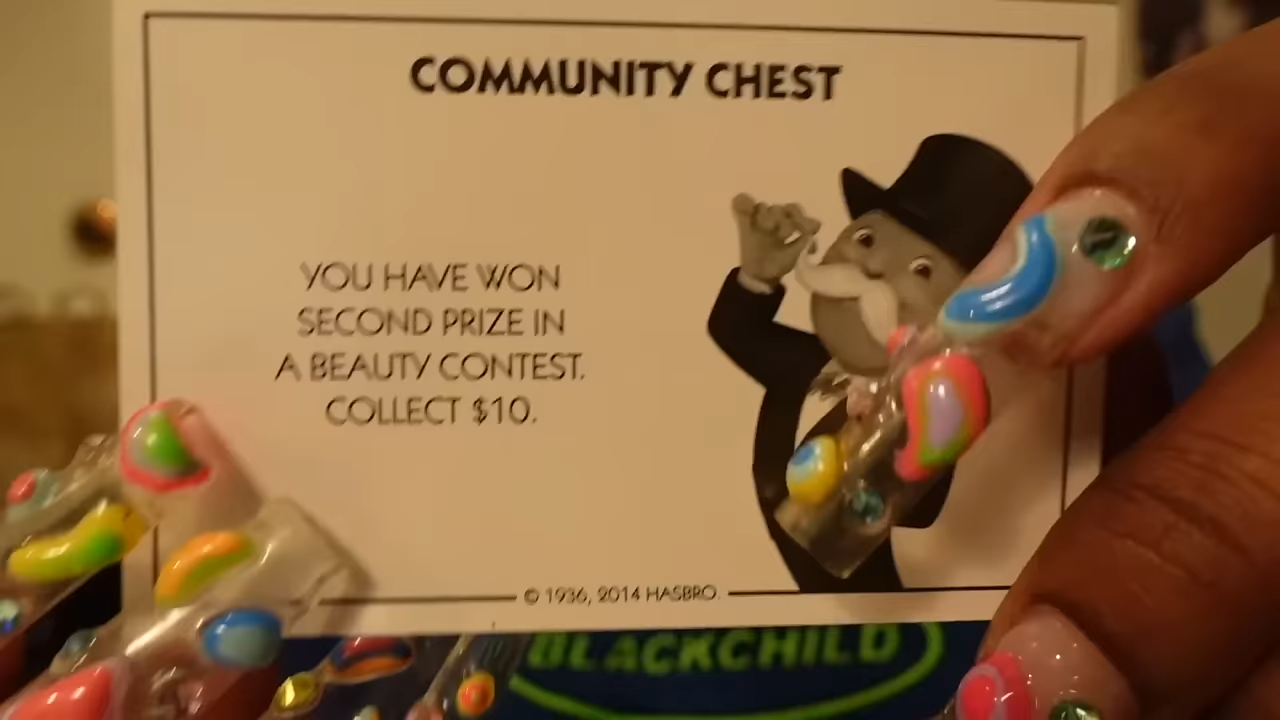 COMMUNITY CHEST
YOU HAVE WON
SECOND PRIZE IN
A BEAUTY CONTEST.
COLLECT $10.
© 1936, 2014 HASBRO.
BLACKCHILD